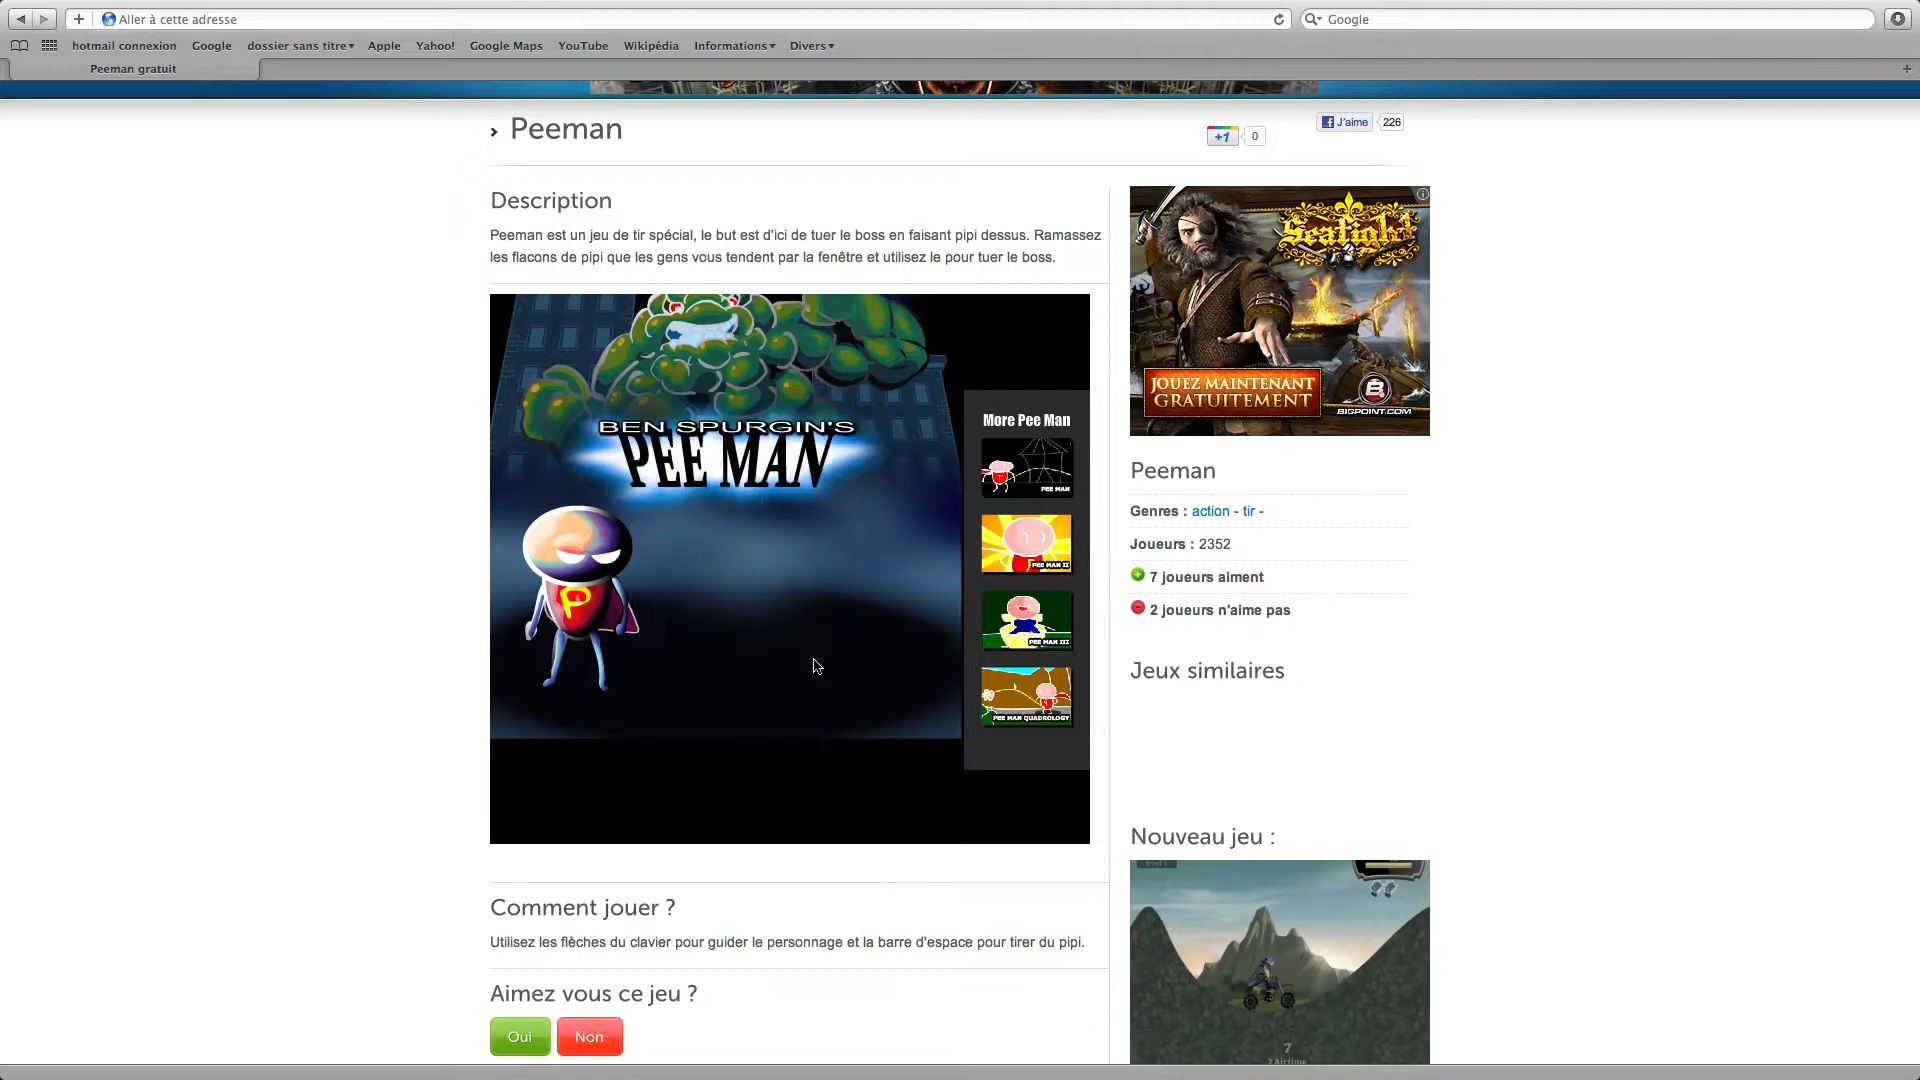 Aller à cette adresse
Google
hotmail connexion Google dossier sans titre Apple Yahoo! Google Maps YouTube Wikipédia Informations Divers
Peeman gratuit
Peeman
+1 0
J'aime 226
Description
Peeman est un jeu de tir spécial, le but est d'ici de tuer le boss en faisant pipi dessus. Ramassez
les flacons de pipi que les gens vous tendent par la fenêtre et utilisez le pour tuer le boss.
BEN SPURGIN'S
PEE MAN
P
More Pee Man
PEE MAN
PEE MAN II
PEE MAN III
PEE MAN QUADROLOGY
Comment jouer ?
Utilisez les flèches du clavier pour guider le personnage et la barre d'espace pour tirer du pipi.
Aimez vous ce jeu ?
Oui Non
Seafight
JOUEZ MAINTENANT
GRATUITEMENT
BIGPOINT.COM
Peeman
Genres : action - tir -
Joueurs : 2352
7 joueurs aiment
2 joueurs n'aime pas
Jeux similaires
Nouveau jeu :
level 1
7
7 Airtime